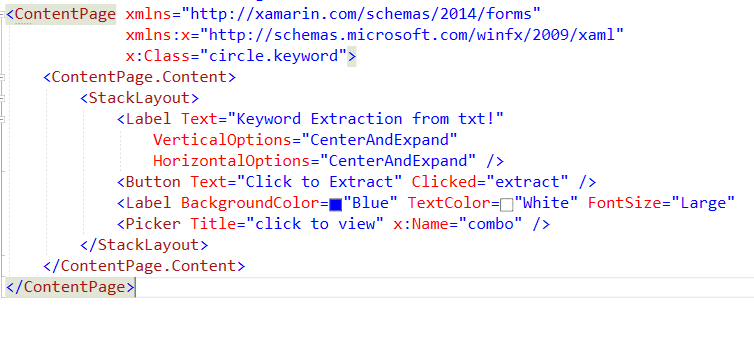 <ContentPage xmlns="http://xamarin.com/schemas/2014/forms"
xmlns:x="http://schemas.microsoft.com/winfx/2009/xaml"
x:Class="circle.keyword">
<ContentPage.Content>
<StackLayout>
<Label Text="Keyword Extraction from txt!"
VerticalOptions="CenterAndExpand"
HorizontalOptions="CenterAndExpand" />
<Button Text="Click to Extract" Clicked="extract" />
<Label BackgroundColor="Blue" TextColor="White" FontSize="Large"
<Picker Title="click to view" x:Name="combo" />
</StackLayout>
</ContentPage.Content>
</ContentPage>